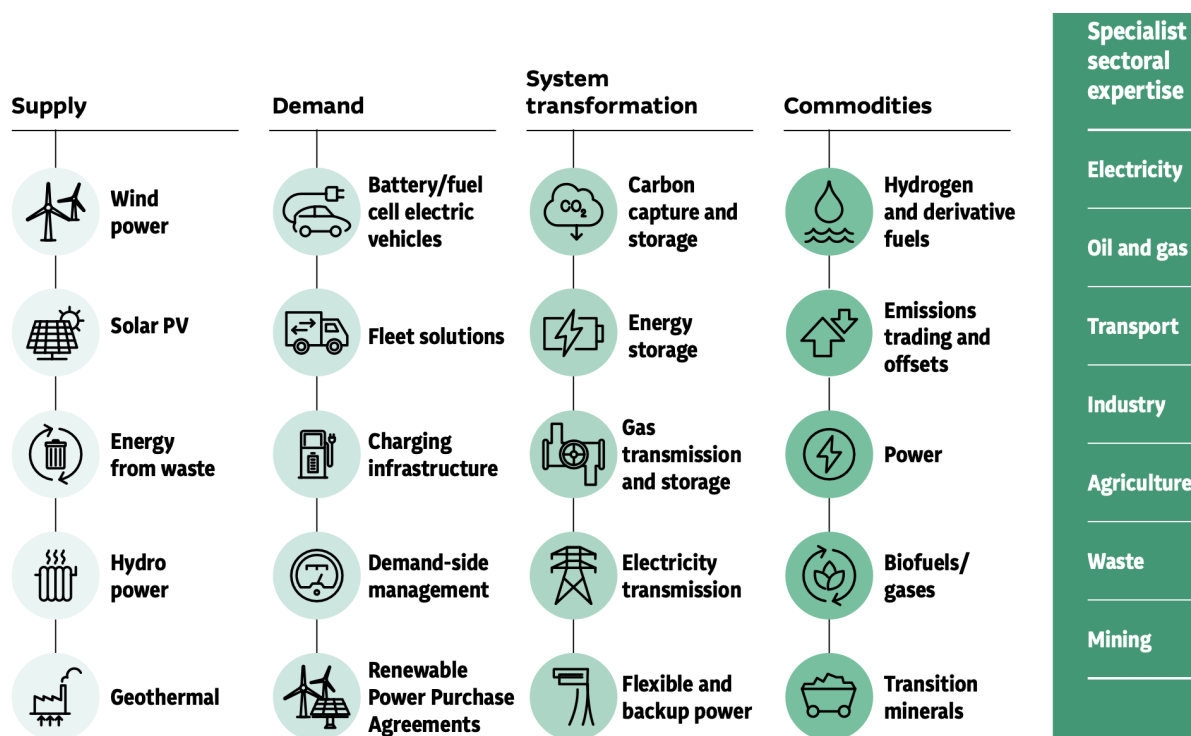 Supply
Wind
power
Solar PV
Energy
from waste
Hydro
power
Geothermal
Demand
Battery/fuel
cell electric
vehicles
Fleet solutions
Charging
infrastructure
Demand-side
management
Renewable
Power Purchase
Agreements
System
transformation
CO₂
Carbon
capture and
storage
Energy
storage
Gas
transmission
and storage
Electricity
transmission
Flexible and
backup power
Commodities
Hydrogen
and derivative
fuels
Emissions
trading and
offsets
Power
Biofuels/
gases
Transition
minerals
Specialist
sectoral
expertise
Electricity
Oil and gas
Transport
Industry
Agriculture
Waste
Mining